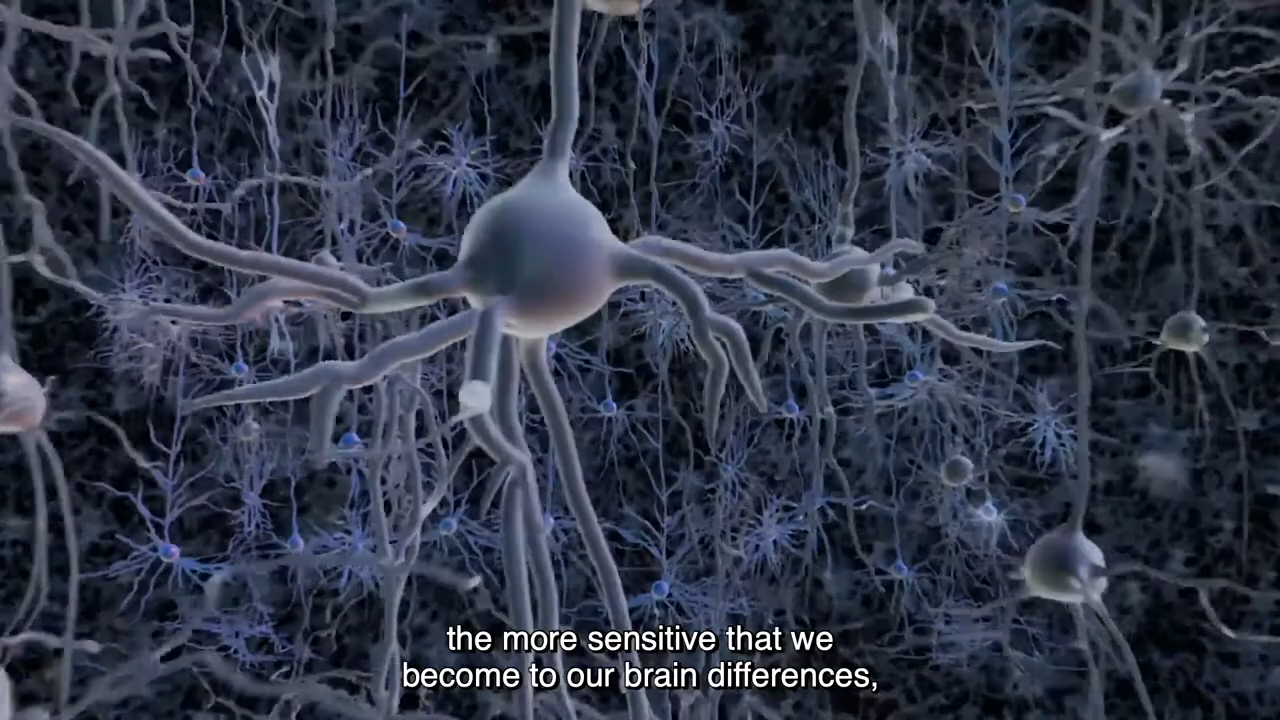 the more sensitive that we
become to our brain differences,